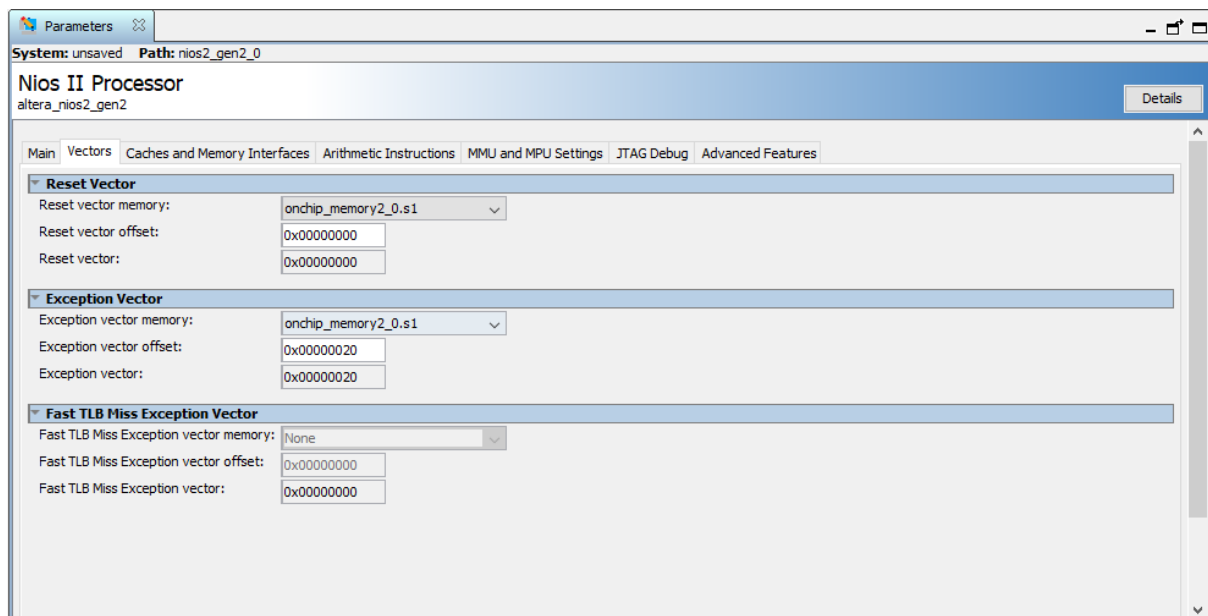 Parameters
System: unsaved Path: nios2_gen2_0
Nios II Processor
altera_nios2_gen2
Details
Main Vectors Caches and Memory Interfaces Arithmetic Instructions MMU and MPU Settings JTAG Debug Advanced Features
Reset Vector
Reset vector memory: onchip_memory2_0.s1
Reset vector offset: 0x00000000
Reset vector: 0x00000000
Exception Vector
Exception vector memory: onchip_memory2_0.s1
Exception vector offset: 0x00000020
Exception vector: 0x00000020
Fast TLB Miss Exception Vector
Fast TLB Miss Exception vector memory: None
Fast TLB Miss Exception vector offset: 0x00000000
Fast TLB Miss Exception vector: 0x00000000